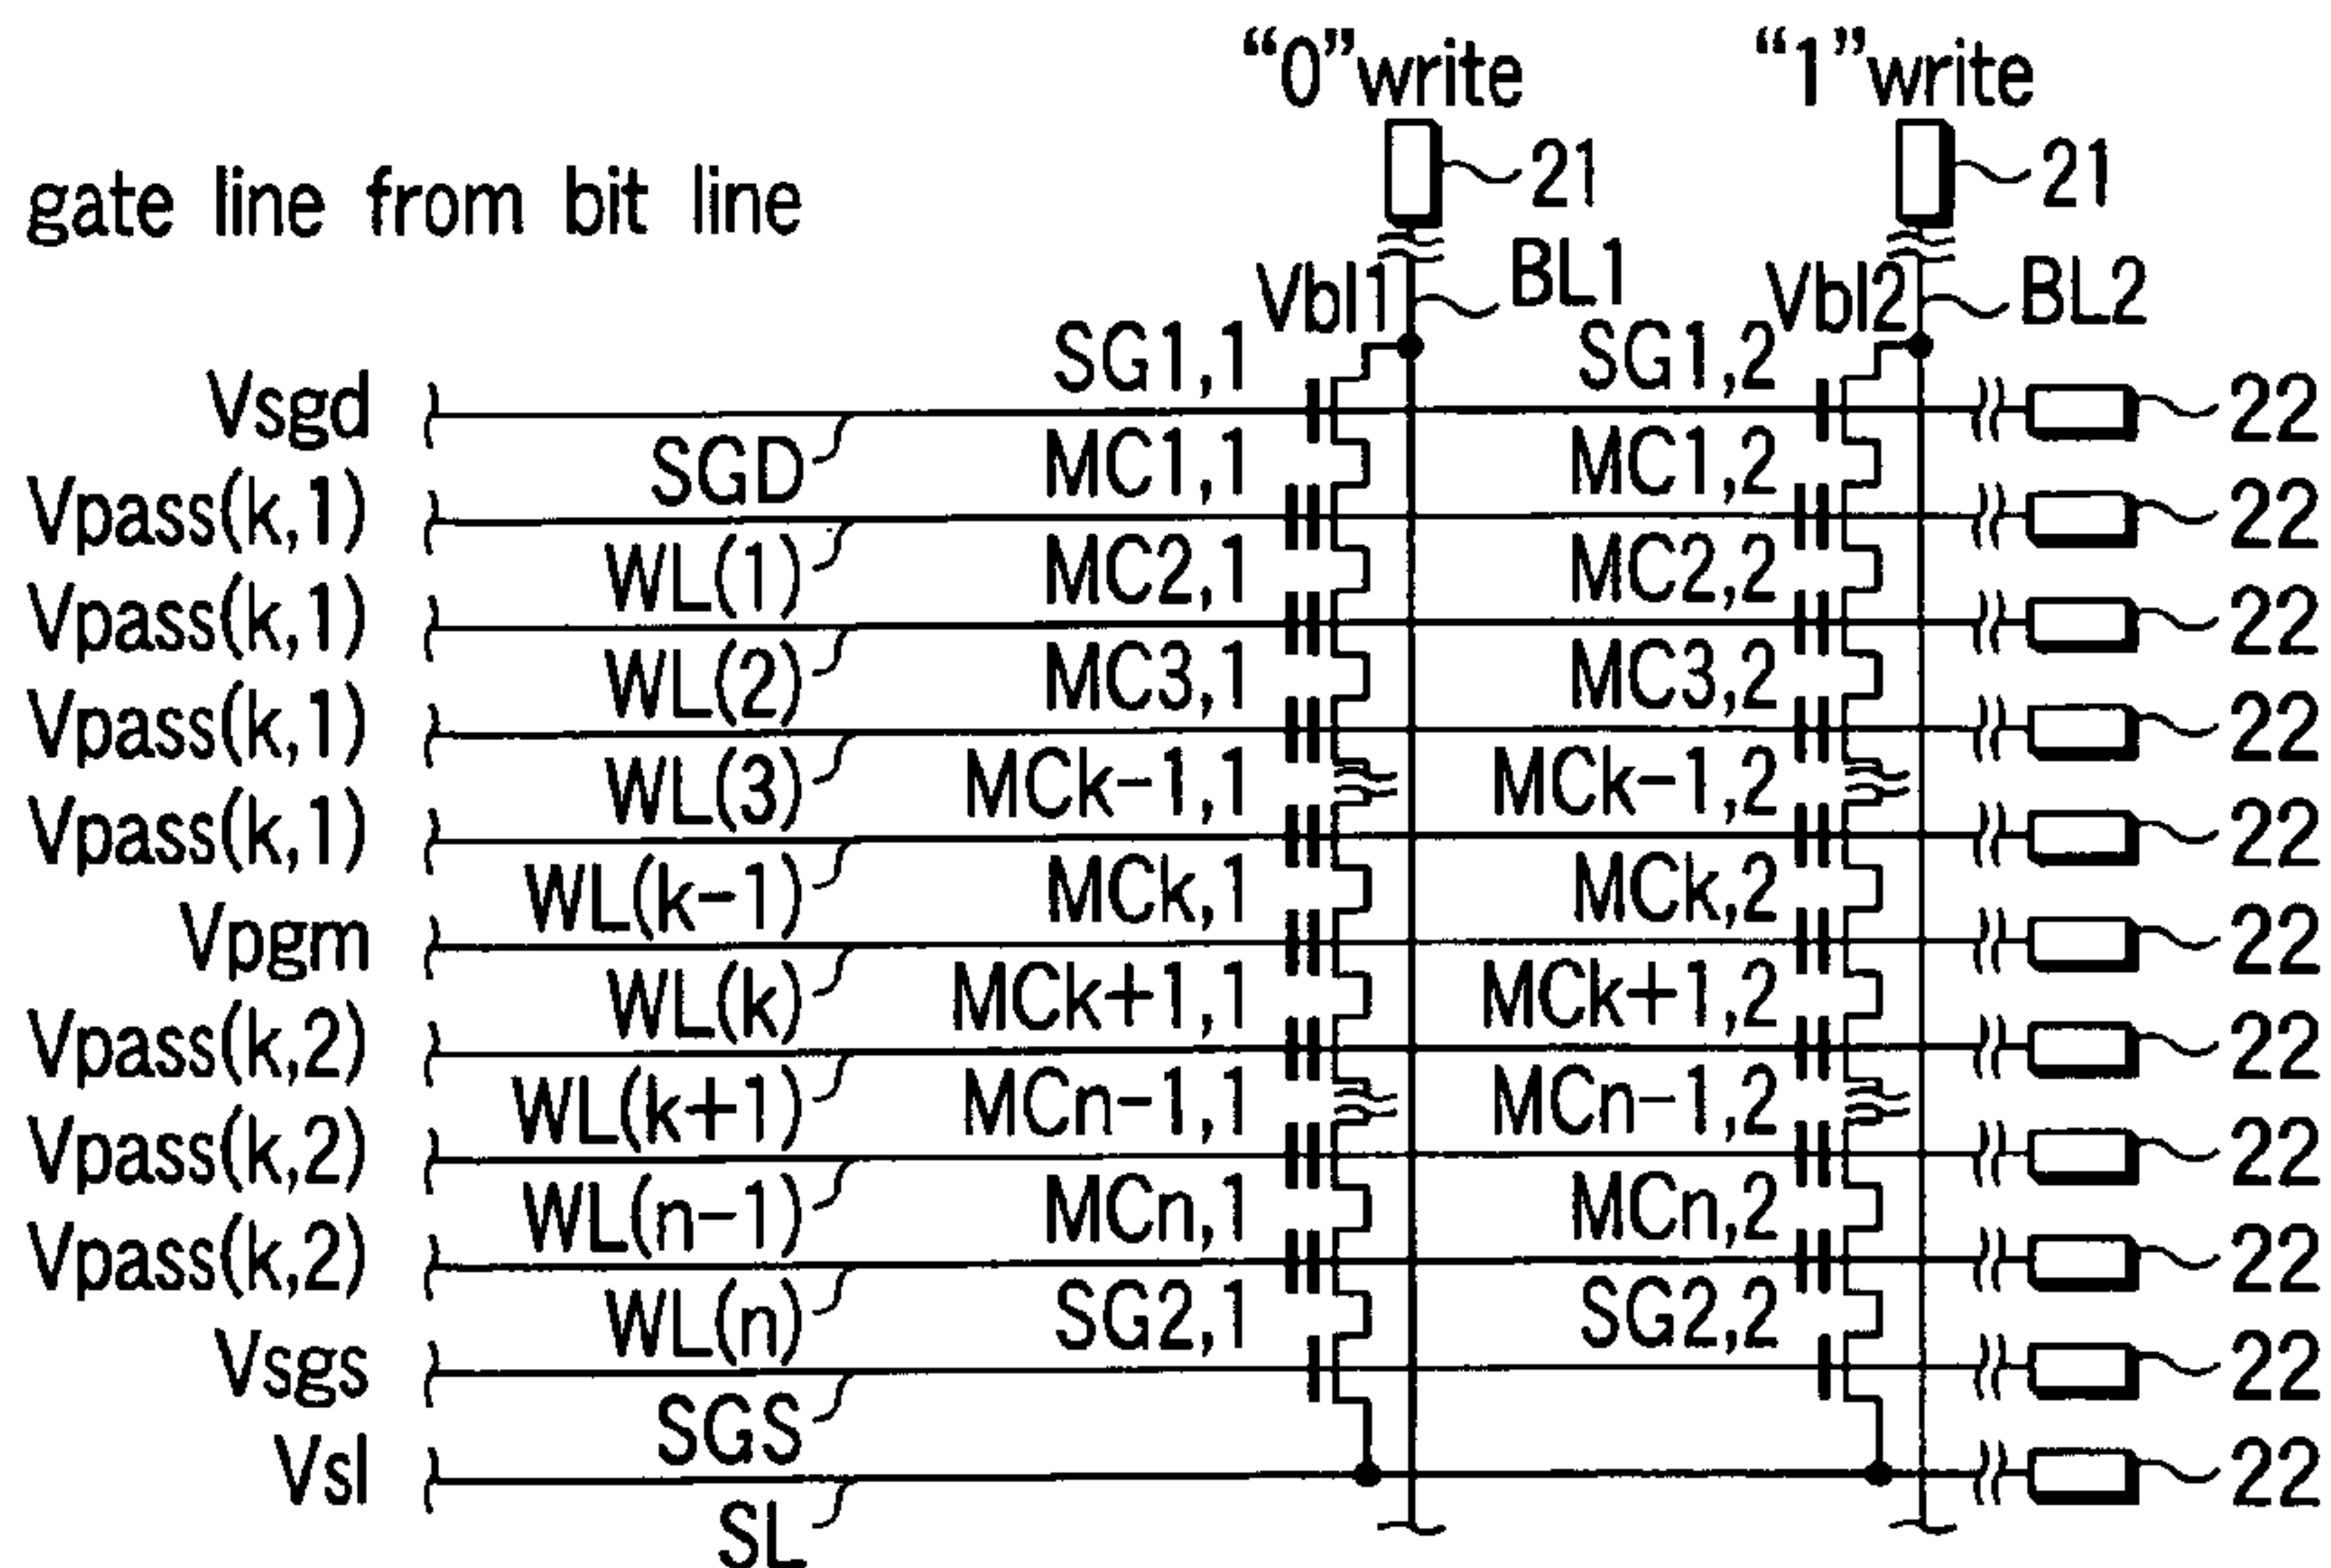 “0”write “1”write
21 21
gate line from bit line
Vbl1 BL1 Vbl2 BL2
SG1,1 SG1,2
Vsgd 22
SGD MC1,1 MC1,2
Vpass(k,1) 22
WL(1) MC2,1 MC2,2
Vpass(k,1) 22
WL(2) MC3,1 MC3,2
Vpass(k,1) 22
WL(3) MCk-1,1 MCk-1,2
Vpass(k,1) 22
WL(k-1) MCk,1 MCk,2
Vpgm 22
WL(k) MCk+1,1 MCk+1,2
Vpass(k,2) 22
WL(k+1) MCn-1,1 MCn-1,2
Vpass(k,2) 22
WL(n-1) MCn,1 MCn,2
Vpass(k,2) 22
WL(n) SG2,1 SG2,2
Vsgs 22
SGS
Vsl 22
SL